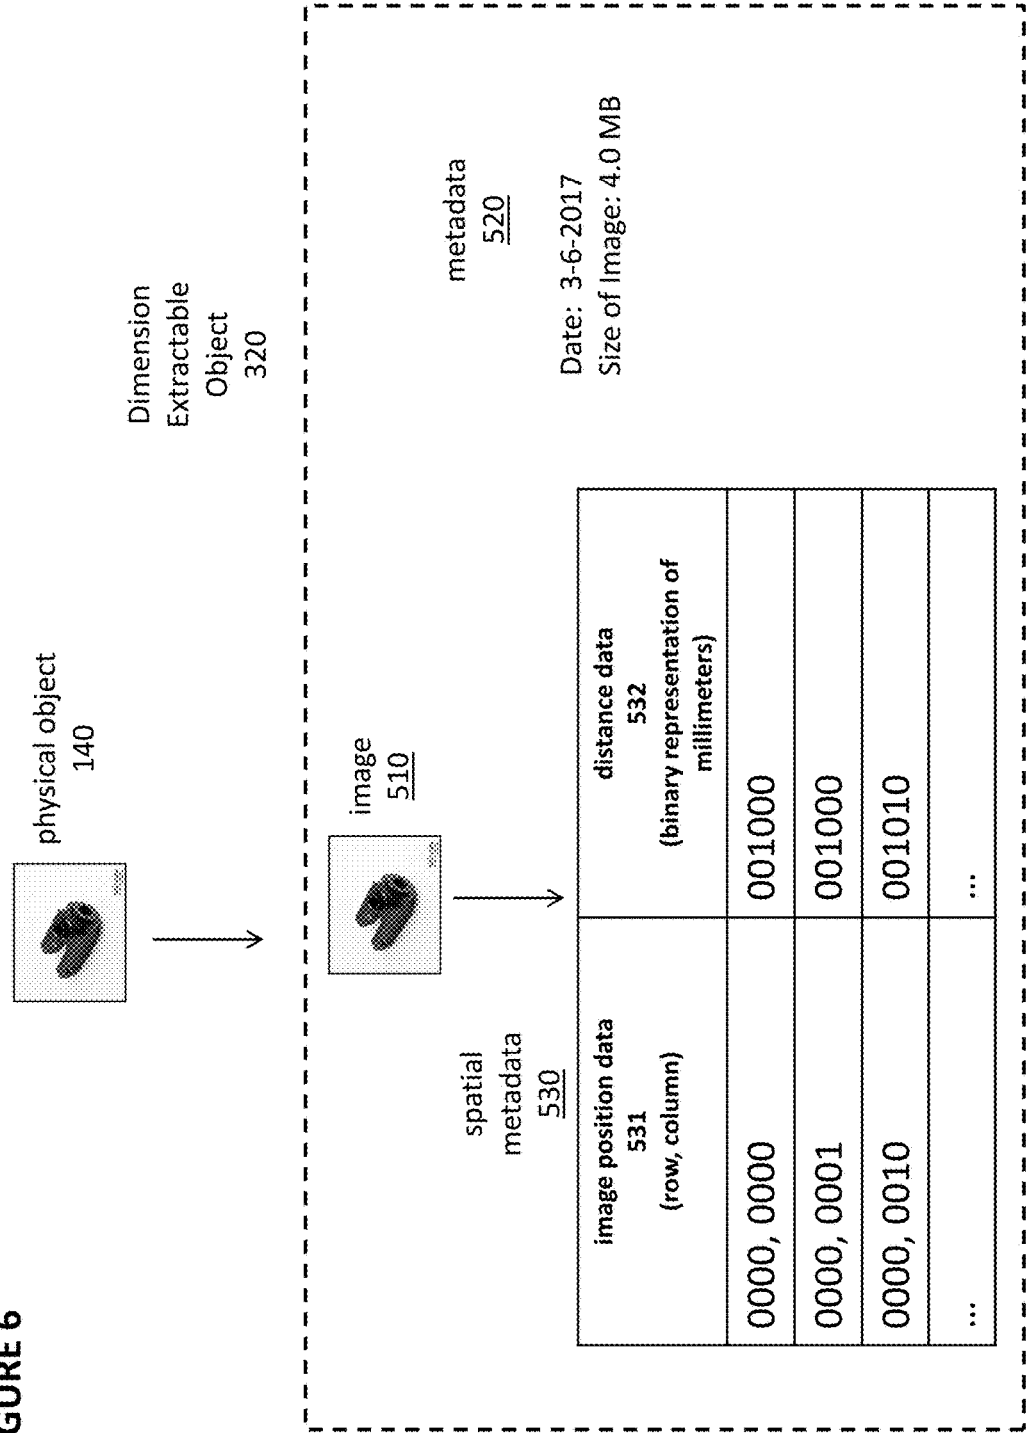 GURE 6
physical object
140
Dimension
Extractable
Object
320
image
510
metadata
520
Date: 3-6-2017
Size of Image: 4.0 MB
spatial
metadata
530
image position data
531
(row, column)
distance data
532
(binary representation of
millimeters)
0000, 0000
001000
0000, 0001
001000
0000, 0010
001010
...
...